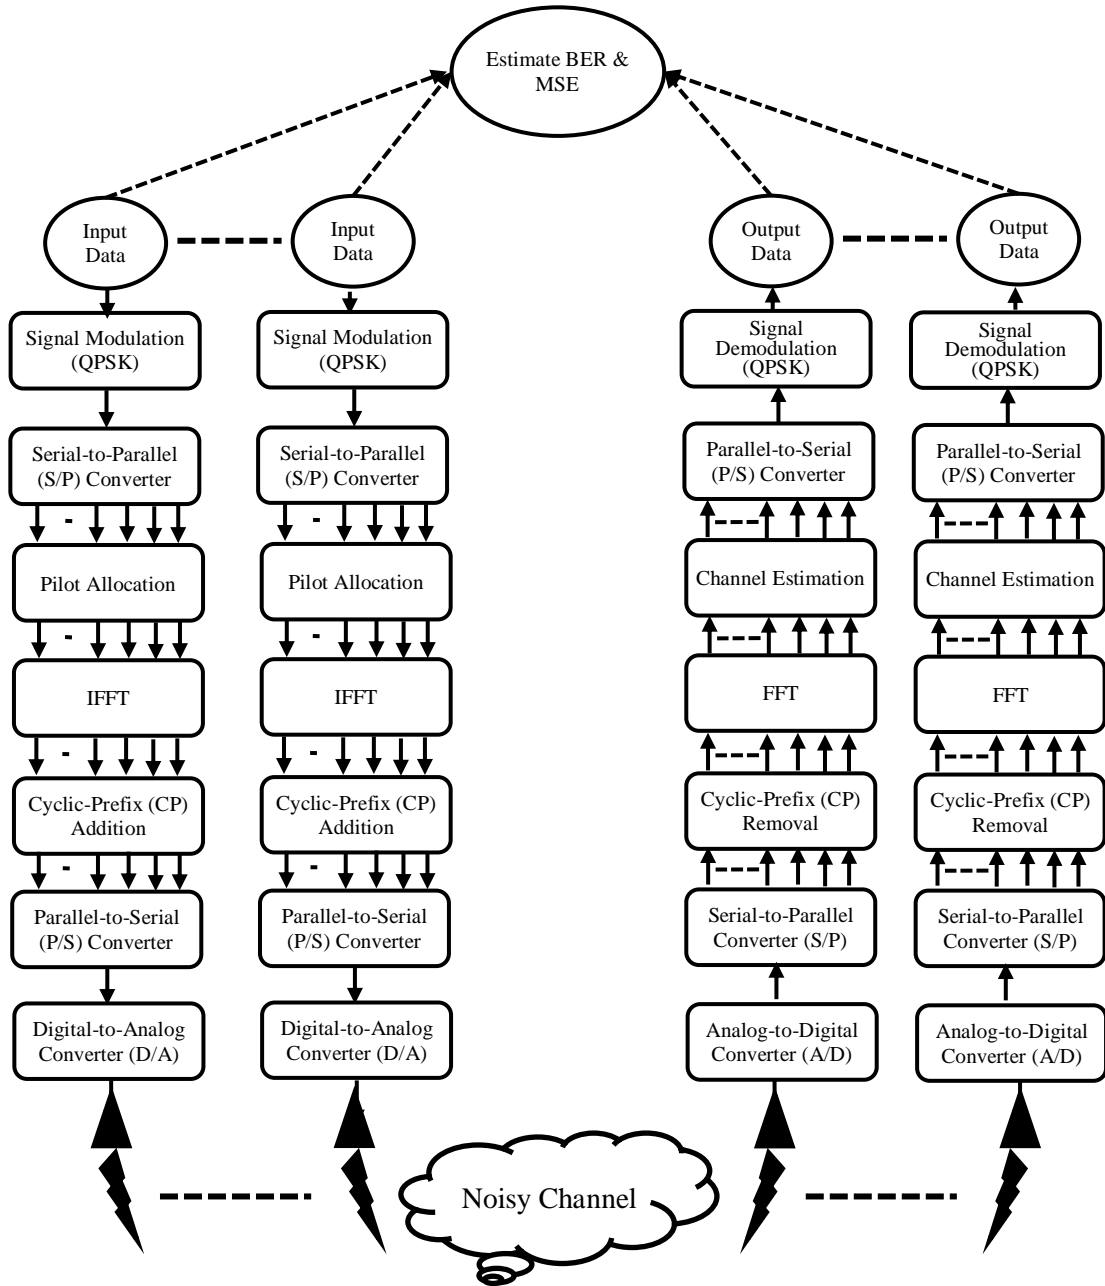 Estimate BER &
MSE
Input
Data
Input
Data
Output
Data
Output
Data
Signal Modulation
(QPSK)
Signal Modulation
(QPSK)
Signal
Demodulation
(QPSK)
Signal
Demodulation
(QPSK)
Serial-to-Parallel
(S/P) Converter
Serial-to-Parallel
(S/P) Converter
Parallel-to-Serial
(P/S) Converter
Parallel-to-Serial
(P/S) Converter
Pilot Allocation
Pilot Allocation
Channel Estimation
Channel Estimation
IFFT
IFFT
FFT
FFT
Cyclic-Prefix (CP)
Addition
Cyclic-Prefix (CP)
Addition
Cyclic-Prefix (CP)
Removal
Cyclic-Prefix (CP)
Removal
Parallel-to-Serial
(P/S) Converter
Parallel-to-Serial
(P/S) Converter
Serial-to-Parallel
Converter (S/P)
Serial-to-Parallel
Converter (S/P)
Digital-to-Analog
Converter (D/A)
Digital-to-Analog
Converter (D/A)
Analog-to-Digital
Converter (A/D)
Analog-to-Digital
Converter (A/D)
Noisy Channel